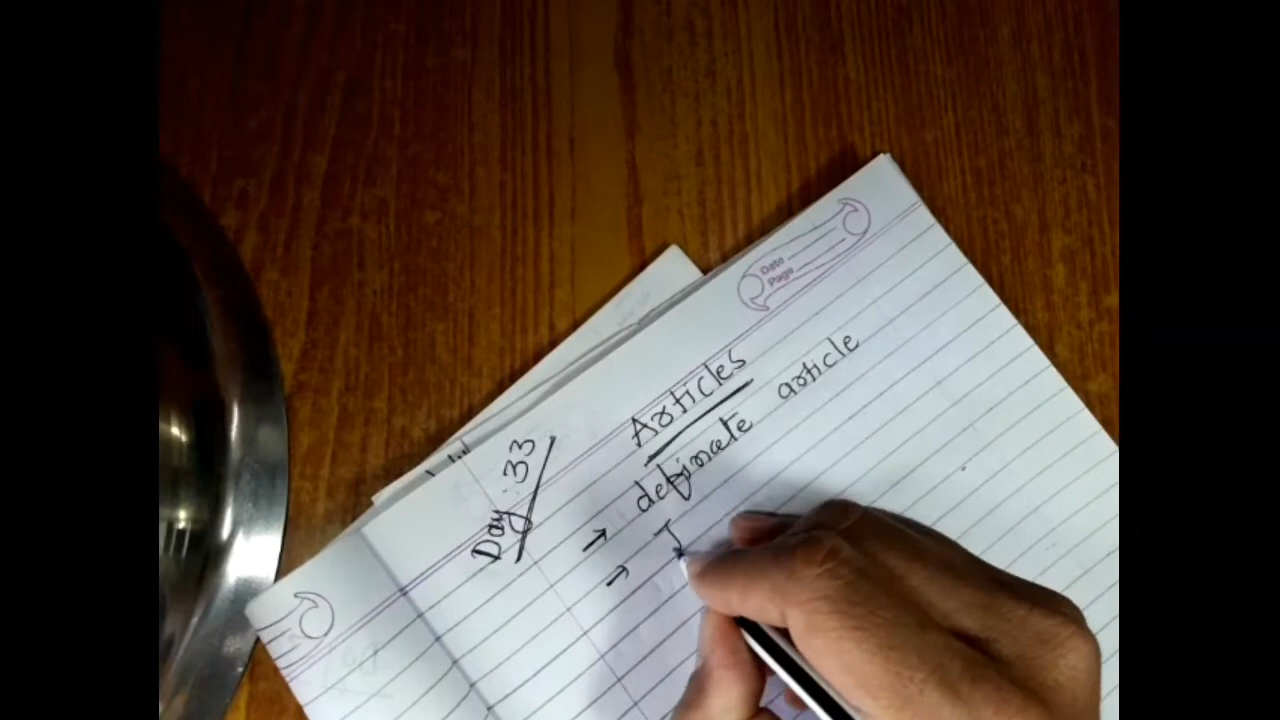 Date
Page
Articles
Day : 33
→ definate article
→